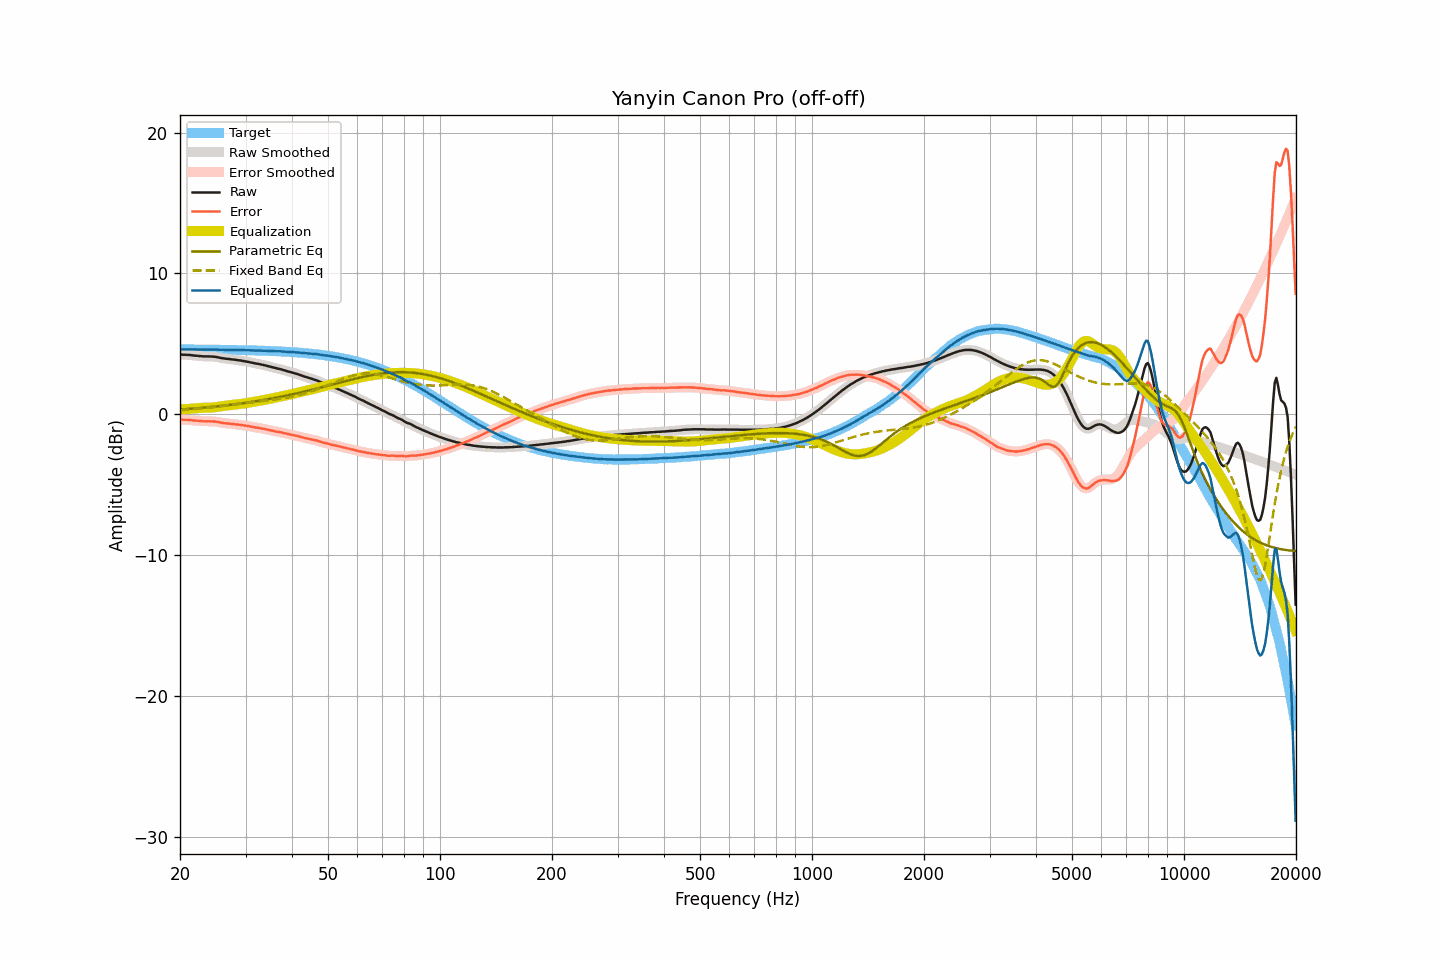 Yanyin Canon Pro (off-off)
Target
Raw Smoothed
Error Smoothed
Raw
Error
Equalization
Parametric Eq
Fixed Band Eq
Equalized
20
10
0
−10
−20
−30
Amplitude (dBr)
20 50 100 200 500 1000 2000 5000 10000 20000
Frequency (Hz)